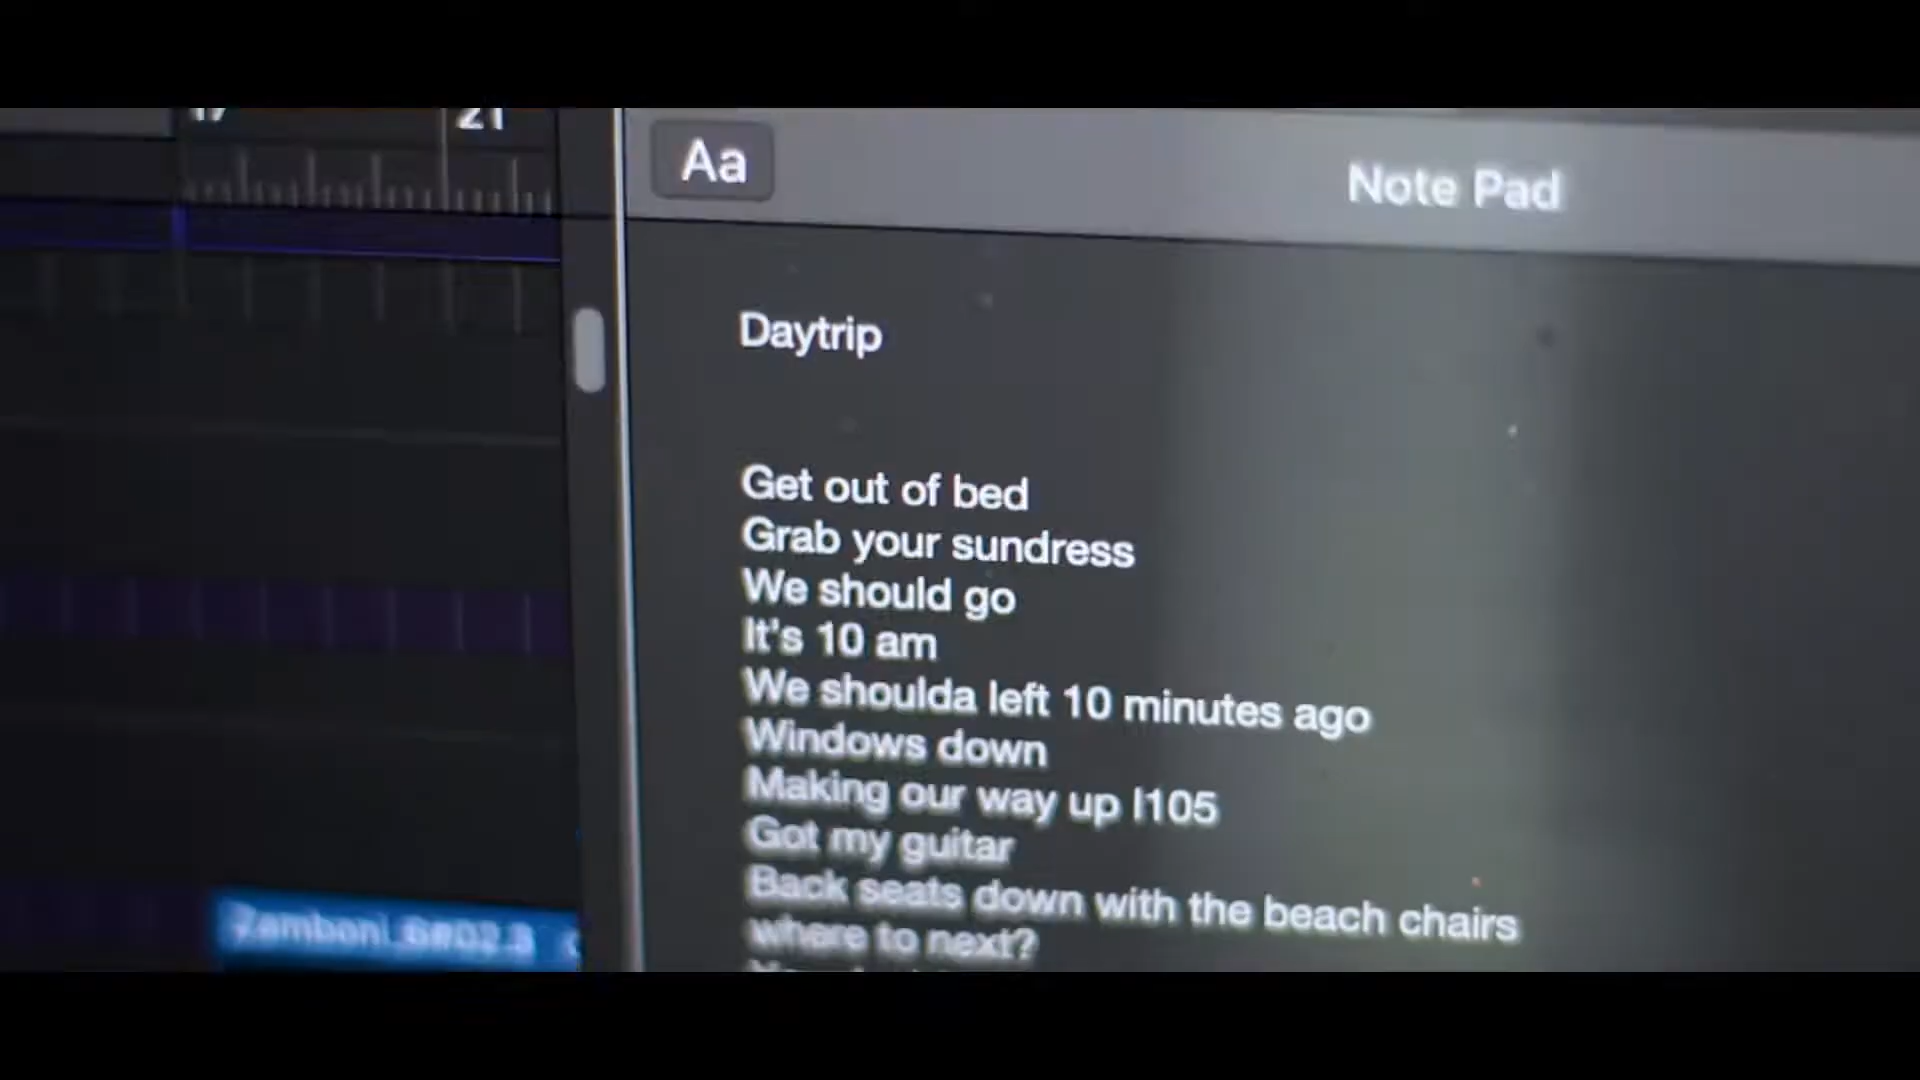 17 21
Aa
Note Pad
Daytrip
Get out of bed
Grab your sundress
We should go
It's 10 am
We shoulda left 10 minutes ago
Windows down
Making our way up I105
Got my guitar
Back seats down with the beach chairs
where to next?